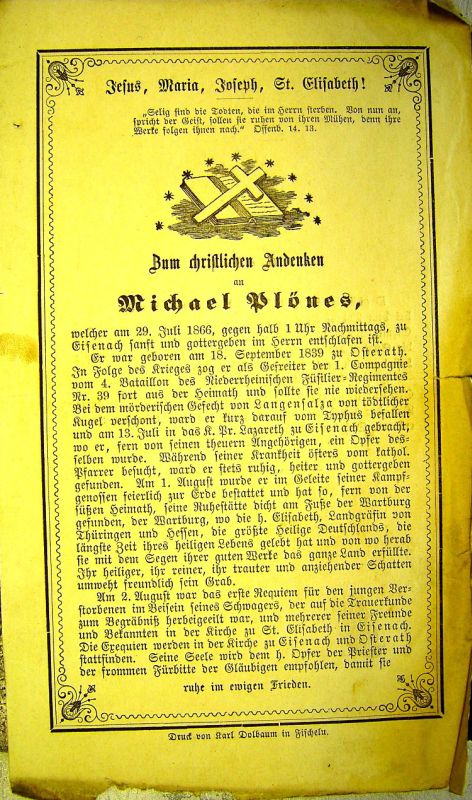 Jesus, Maria, Joseph, St. Elisabeth!
„Selig sind die Todten, die im Herrn sterben. Von nun an,
spricht der Geist, sollen sie ruhen von ihren Mühen, denn ihre
Werke folgen ihnen nach.“ Offenb. 14. 13.
Zum christlichen Andenken
an
Michael Plönes,
welcher am 29. Juli 1866, gegen halb 1 Uhr Nachmittags, zu
Eisenach sanft und gottergeben im Herrn entschlafen ist.
Er war geboren am 18. September 1839 zu Osterath.
In Folge des Krieges zog er als Gefreiter der 1. Compagnie
vom 4. Bataillon des Niederrheinischen Füsilier-Regimentes
Nr. 39 fort aus der Heimath und sollte sie nie wiedersehen.
Bei dem mörderischen Gefecht von Langensalza von tödtlicher
Kugel verschont, ward er kurz darauf vom Typhus befallen
und am 13. Juli in das K. Pr. Lazareth zu Eisenach gebracht,
wo er, fern von seinen theuern Angehörigen, ein Opfer des-
selben wurde. Während seiner Krankheit öfters vom kathol.
Pfarrer besucht, ward er stets ruhig, heiter und gottergeben
gefunden. Am 1. August wurde er im Geleite seiner Kampf-
genossen feierlich zur Erde bestattet und hat so, fern von der
süßen Heimath, seine Ruhestätte dicht am Fuße der Wartburg
gefunden, der Wartburg, wo die h. Elisabeth, Landgräfin von
Thüringen und Hessen, die größte Heilige Deutschlands, die
längste Zeit ihres heiligen Lebens gelebt hat und von wo herab
sie mit dem Segen ihrer guten Werke das ganze Land erfüllte.
Ihr heiliger, ihr reiner, ihr trauter und anziehender Schatten
umweht freundlich sein Grab.
Am 2. August war das erste Requiem für den jungen Ver-
storbenen im Beisein seines Schwagers, der auf die Trauerkunde
zum Begräbniß herbeigeeilt war, und mehrerer seiner Freunde
und Bekannten in der Kirche zu St. Elisabeth in Eisenach.
Die Exequien werden in der Kirche zu Eisenach und Osterath
stattfinden. Seine Seele wird dem h. Opfer der Priester und
der frommen Fürbitte der Gläubigen empfohlen, damit sie
ruhe im ewigen Frieden.
Druck von Karl Dolbaum in Fischeln.